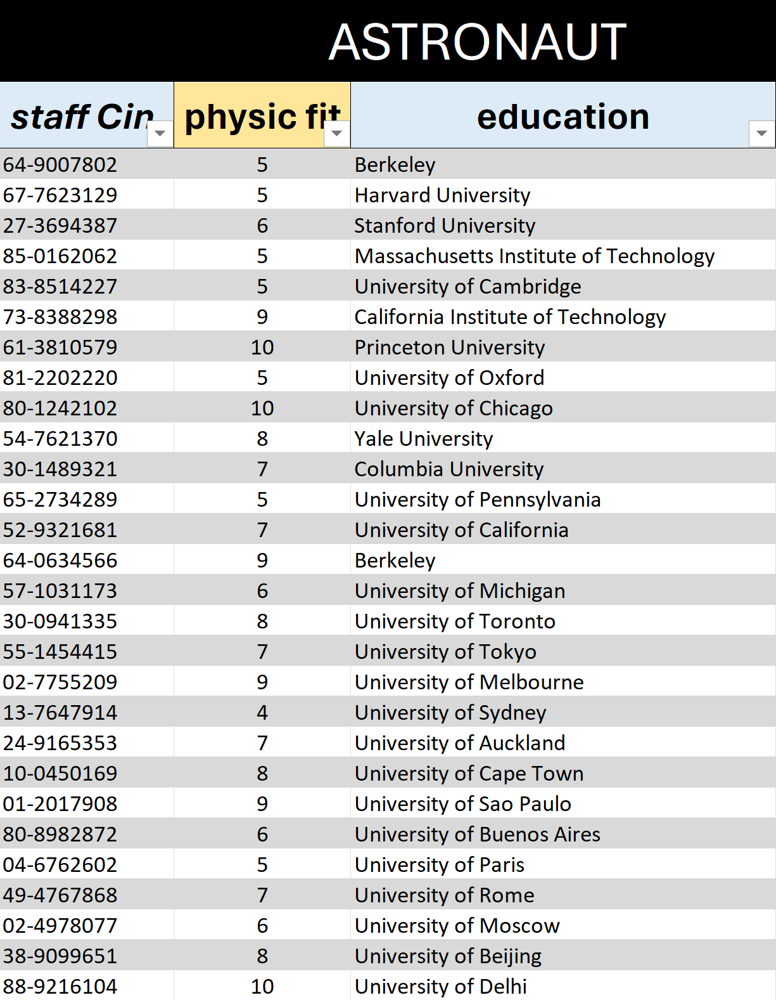 ASTRONAUT
staff Cin physic fit education
64-9007802 5 Berkeley
67-7623129 5 Harvard University
27-3694387 6 Stanford University
85-0162062 5 Massachusetts Institute of Technology
83-8514227 5 University of Cambridge
73-8388298 9 California Institute of Technology
61-3810579 10 Princeton University
81-2202220 5 University of Oxford
80-1242102 10 University of Chicago
54-7621370 8 Yale University
30-1489321 7 Columbia University
65-2734289 5 University of Pennsylvania
52-9321681 7 University of California
64-0634566 9 Berkeley
57-1031173 6 University of Michigan
30-0941335 8 University of Toronto
55-1454415 7 University of Tokyo
02-7755209 9 University of Melbourne
13-7647914 4 University of Sydney
24-9165353 7 University of Auckland
10-0450169 8 University of Cape Town
01-2017908 9 University of Sao Paulo
80-8982872 6 University of Buenos Aires
04-6762602 5 University of Paris
49-4767868 7 University of Rome
02-4978077 6 University of Moscow
38-9099651 8 University of Beijing
88-9216104 10 University of Delhi